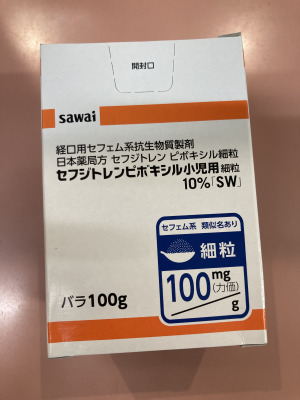 開封口
sawai
経口用セフェム系抗生物質製剤
日本薬局方 セフジトレン ピボキシル細粒
セフジトレンピボキシル小児用 細粒
10%「SW」
セフェム系 類似名あり
細粒
100mg(力価)/g
バラ100g